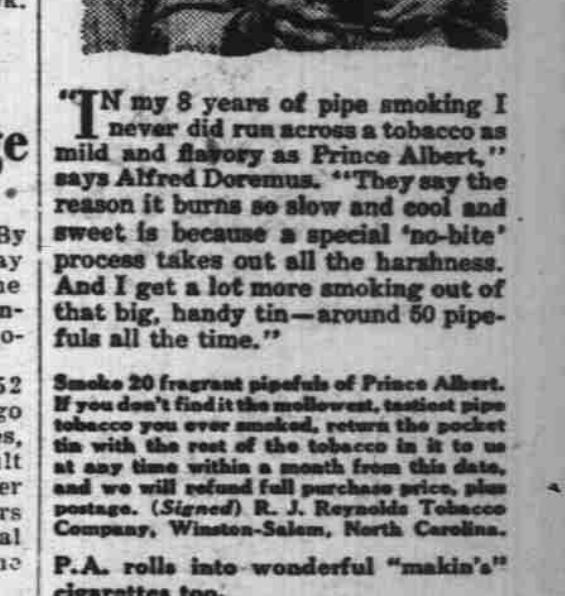 "IN my 8 years of pipe smoking I
never did run across a tobacco as
mild and flavory as Prince Albert,"
says Alfred Doremus. "They say the
reason it burns so slow and cool and
sweet is because a special 'no-bite'
process takes out all the harshness.
And I get a lot more smoking out of
that big, handy tin—around 50 pipe-
fuls all the time."
Smoke 20 fragrant pipefuls of Prince Albert.
If you don't find it the mellowest, tastiest pipe
tobacco you ever smoked, return the pocket
tin with the rest of the tobacco in it to us
at any time within a month from this date,
and we will refund full purchase price, plus
postage. (Signed) R. J. Reynolds Tobacco
Company, Winston-Salem, North Carolina.
P.A. rolls into wonderful "makin's"
cigarettes too.